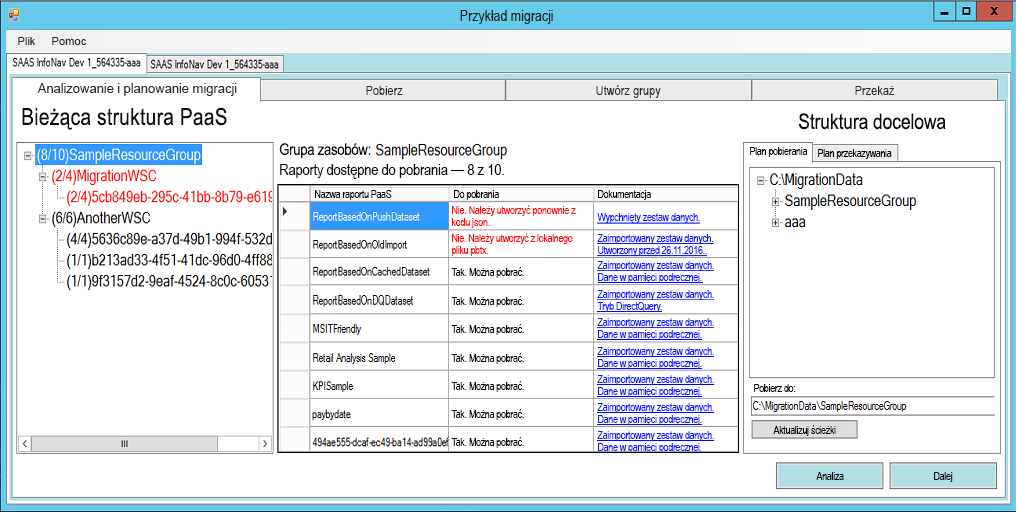 Przykład migracji
Plik Pomoc
SAAS InfoNav Dev 1_564335-aaa SAAS InfoNav Dev 1_564335-aaa
Analizowanie i planowanie migracji Pobierz Utwórz grupy Przekaż
Bieżąca struktura PaaS
(8/10)SampleResourceGroup
(2/4)MigrationWSC
(2/4)5cb849eb-295c-41bb-8b79-e619
(6/6)AnotherWSC
(4/4)5636c89e-a37d-49b1-994f-532d
(1/1)b213ad33-4f51-41dc-96d0-4ff88
(1/1)9f3157d2-9eaf-4524-8c0c-6053
Grupa zasobów: SampleResourceGroup
Raporty dostępne do pobrania — 8 z 10.
Nazwa raportu PaaS Do pobrania Dokumentacja
ReportBasedOnPushDataset Nie. Należy utworzyć ponownie z
kodu json. Wypchnięty zestaw danych.
ReportBasedOnOldImport Nie. Należy utworzyć z lokalnego
pliku pbtx. Zaimportowany zestaw danych.
Utworzony przed 26.11.2016..
ReportBasedOnCachedDataset Tak. Można pobrać. Zaimportowany zestaw danych.
Dane w pamięci podręcznej.
ReportBasedOnDQDataset Tak. Można pobrać. Zaimportowany zestaw danych.
Tryb DirectQuery.
MSITFriendly Tak. Można pobrać. Zaimportowany zestaw danych.
Dane w pamięci podręcznej.
Retail Analysis Sample Tak. Można pobrać. Zaimportowany zestaw danych.
Dane w pamięci podręcznej.
KPISample Tak. Można pobrać. Zaimportowany zestaw danych.
Dane w pamięci podręcznej.
paybydate Tak. Można pobrać. Zaimportowany zestaw danych.
Dane w pamięci podręcznej.
494ae555-dcaf-ec49-ba14-ad99a0ef Tak. Można pobrać. Zaimportowany zestaw danych.
Dane w pamięci podręcznej.
Struktura docelowa
Plan pobierania Plan przekazywania
C:\MigrationData
SampleResourceGroup
aaa
Pobierz do:
C:\MigrationData\SampleResourceGroup
Aktualizuj ścieżki
Analiza Dalej